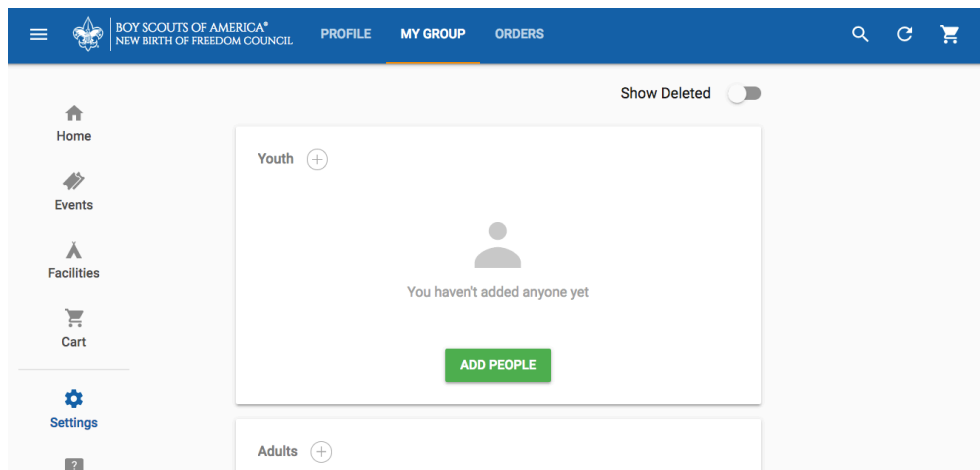 BOY SCOUTS OF AMERICA®
NEW BIRTH OF FREEDOM COUNCIL
PROFILE
MY GROUP
ORDERS
Show Deleted
Home
Events
Facilities
Cart
Settings
?
Youth
You haven't added anyone yet
ADD PEOPLE
Adults